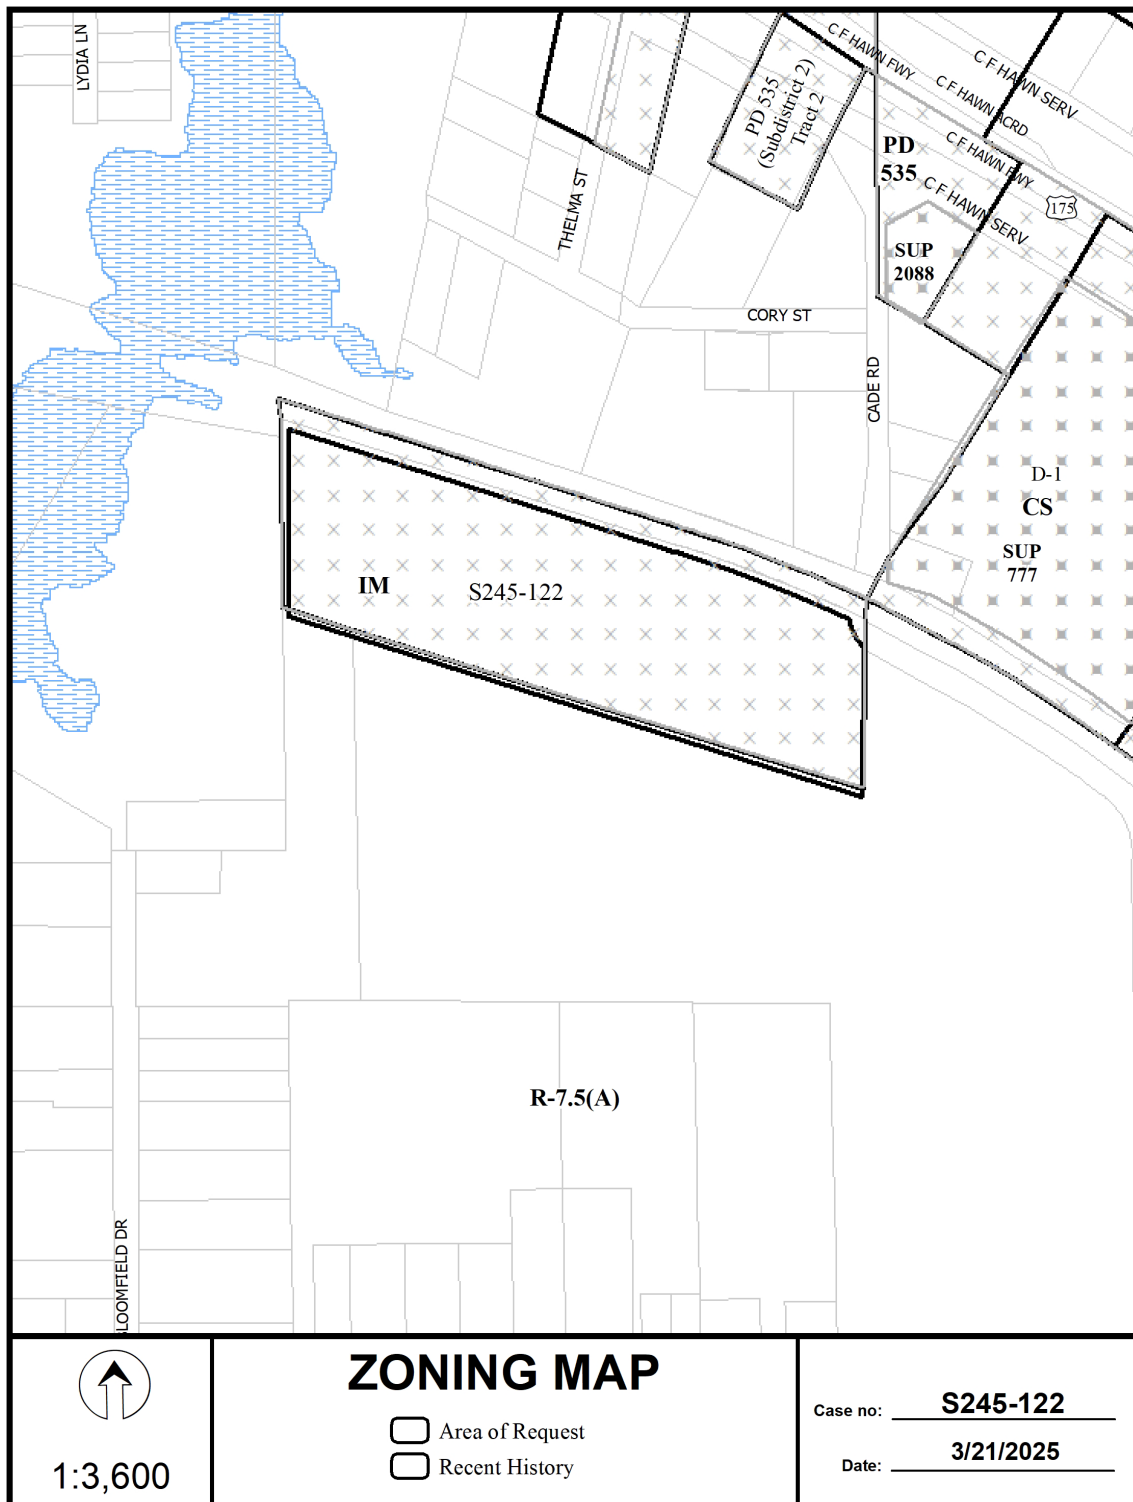 LYDIA LN
THELMA ST
PD 535
(Subdistrict 2)
Tract 2
C F HAWN FWY
C F HAWN SERV
C F HAWN ACRD
C F HAWN FWY
C F HAWN SERV
175
PD
535
SUP
2088
CORY ST
CADE RD
D-1
CS
SUP
777
IM
S245-122
R-7.5(A)
BLOOMFIELD DR
1:3,600
ZONING MAP
Area of Request
Recent History
Case no: S245-122
Date: 3/21/2025